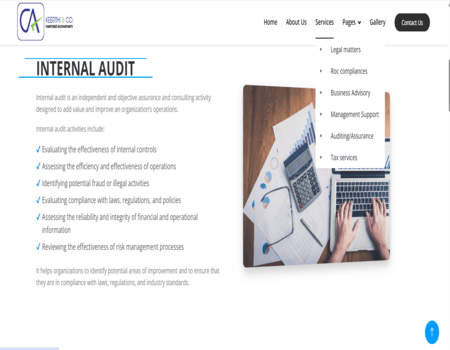 CA
KEERTHI & CO.
CHARTERED ACCOUNTANTS
Home About Us Services Pages Gallery Contact Us
Legal matters
Roc compliances
Business Advisory
Management Support
Auditing/Assurance
Tax services
INTERNAL AUDIT
Internal audit is an independent and objective assurance and consulting activity
designed to add value and improve an organization's operations.
Internal audit activities include:
Evaluating the effectiveness of internal controls
Assessing the efficiency and effectiveness of operations
Identifying potential fraud or illegal activities
Evaluating compliance with laws, regulations, and policies
Assessing the reliability and integrity of financial and operational
information
Reviewing the effectiveness of risk management processes
It helps organizations to identify potential areas of improvement and to ensure that
they are in compliance with laws, regulations, and industry standards.